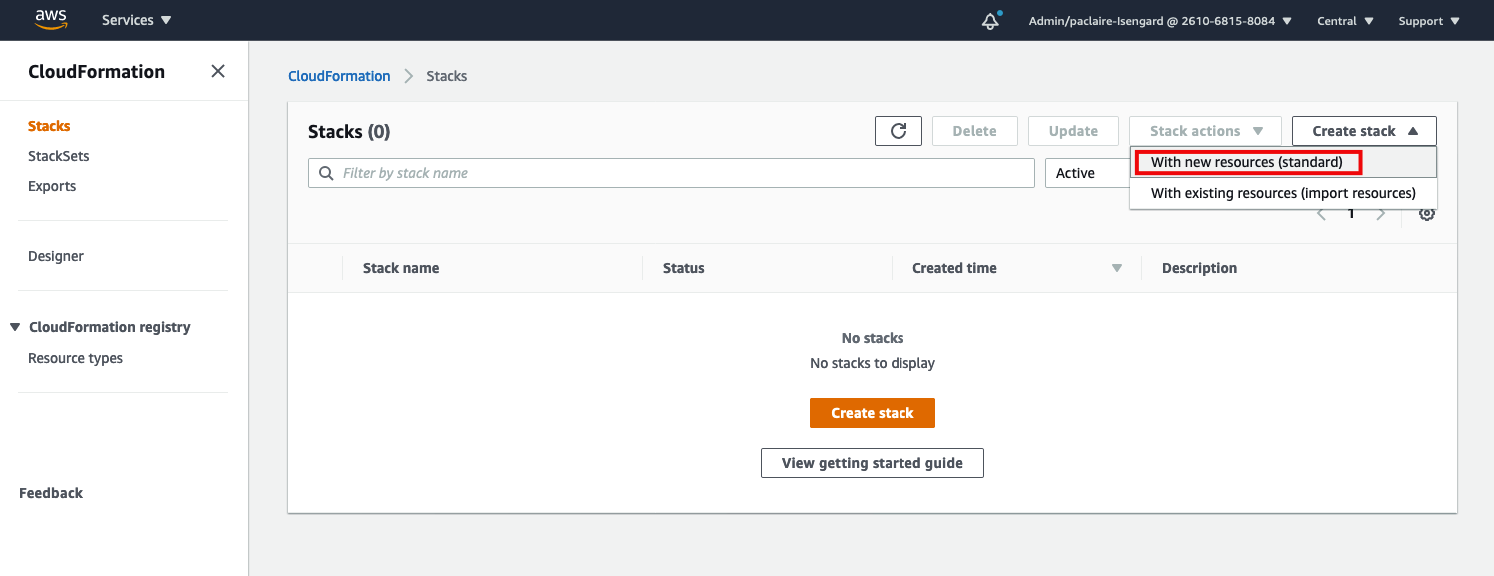 aws
Services
Admin/paclaire-Isengard @ 2610-6815-8084
Central
Support
CloudFormation
Stacks
StackSets
Exports
Designer
CloudFormation registry
Resource types
Feedback
CloudFormation
Stacks
Stacks (0)
Delete
Update
Stack actions
Create stack
With new resources (standard)
With existing resources (import resources)
Filter by stack name
Active
1
Stack name
Status
Created time
Description
No stacks
No stacks to display
Create stack
View getting started guide